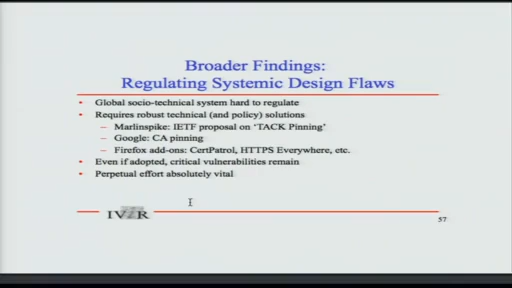 Broader Findings:
Regulating Systemic Design Flaws
• Global socio-technical system hard to regulate
• Requires robust technical (and policy) solutions
– Marlinspike: IETF proposal on ‘TACK Pinning’
– Google: CA pinning
– Firefox add-ons: CertPatrol, HTTPS Everywhere, etc.
• Even if adopted, critical vulnerabilities remain
• Perpetual effort absolutely vital
57